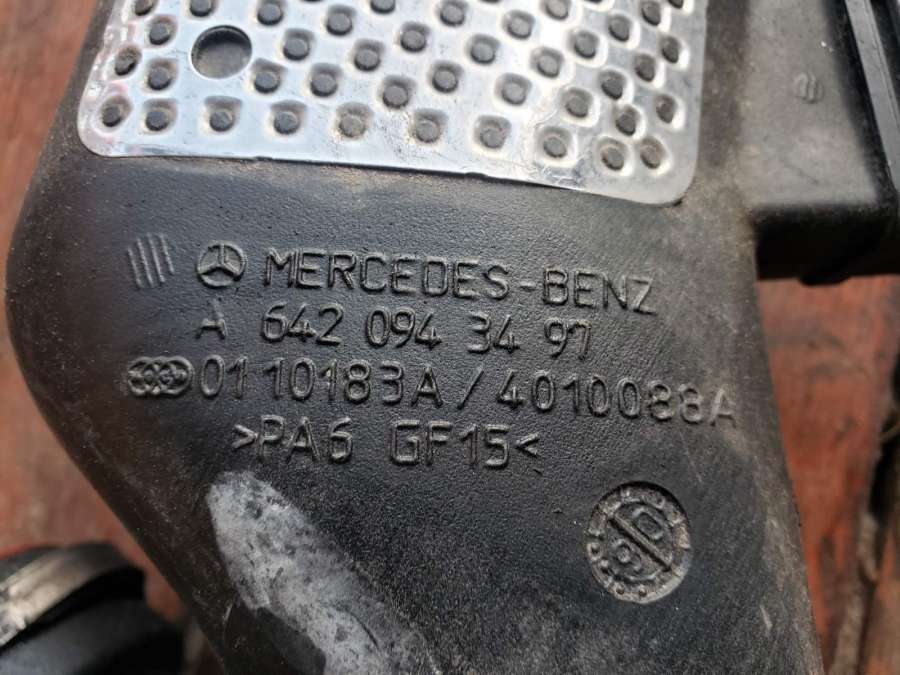 MERCEDES-BENZ
A 642 094 34 97
01 10183A / 4010088A
>PA6 GF15<